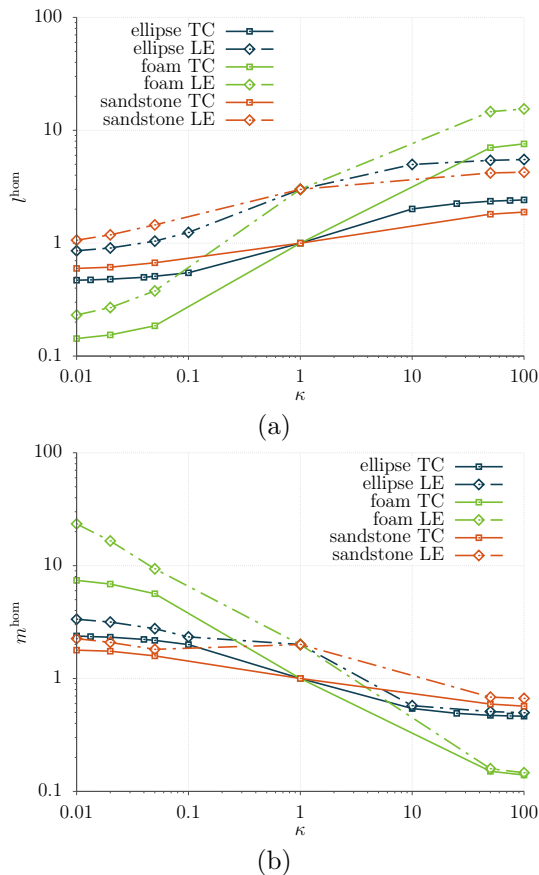 100
10
1
0.1
l^hom
ellipse TC
ellipse LE
foam TC
foam LE
sandstone TC
sandstone LE
0.01 0.1 1 10 100
κ
(a)
100
10
1
0.1
m^hom
ellipse TC
ellipse LE
foam TC
foam LE
sandstone TC
sandstone LE
0.01 0.1 1 10 100
κ
(b)